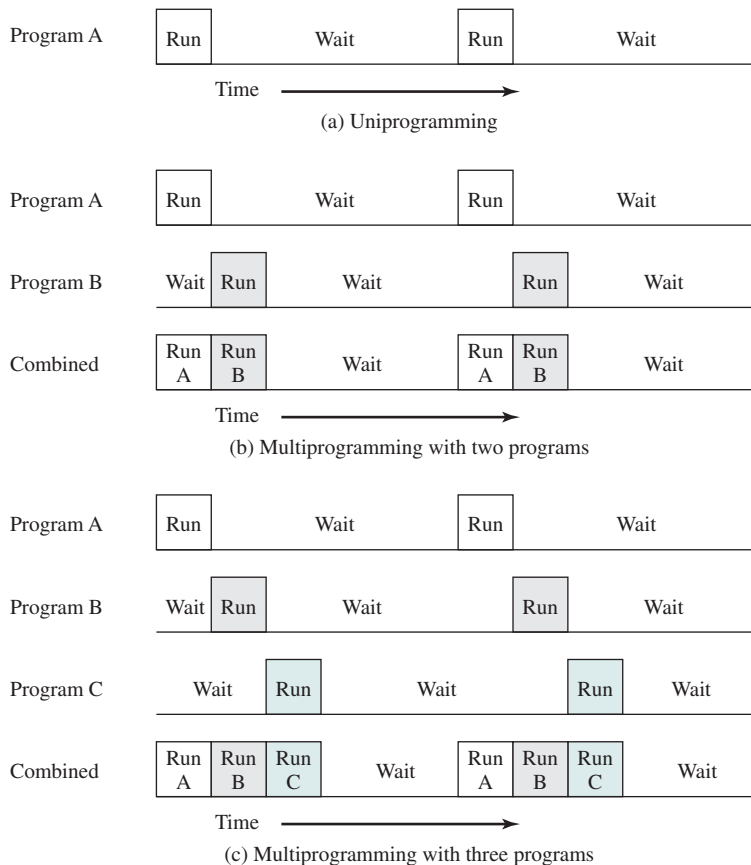 Program A Run Wait Run Wait
Time
(a) Uniprogramming
Program A Run Wait Run Wait
Program B Wait Run Wait Run Wait
Combined Run A Run B Wait Run A Run B Wait
Time
(b) Multiprogramming with two programs
Program A Run Wait Run Wait
Program B Wait Run Wait Run Wait
Program C Wait Run Wait Run Wait
Combined Run A Run B Run C Wait Run A Run B Run C Wait
Time
(c) Multiprogramming with three programs